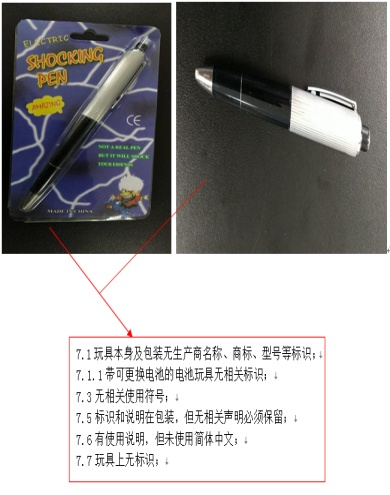 ELECTRIC
SHOCKING
PEN
AMAZING
CE
NOT A REAL PEN
BUT IT WILL SHOCK
YOUR FRIENDS
MADE IN CHINA
7.1玩具本身及包装无生产商名称、商标、型号等标识；
7.1.1带可更换电池的电池玩具无相关标识；
7.3无相关使用符号；
7.5标识和说明在包装，但无相关声明必须保留；
7.6有使用说明，但未使用简体中文；
7.7玩具上无标识；